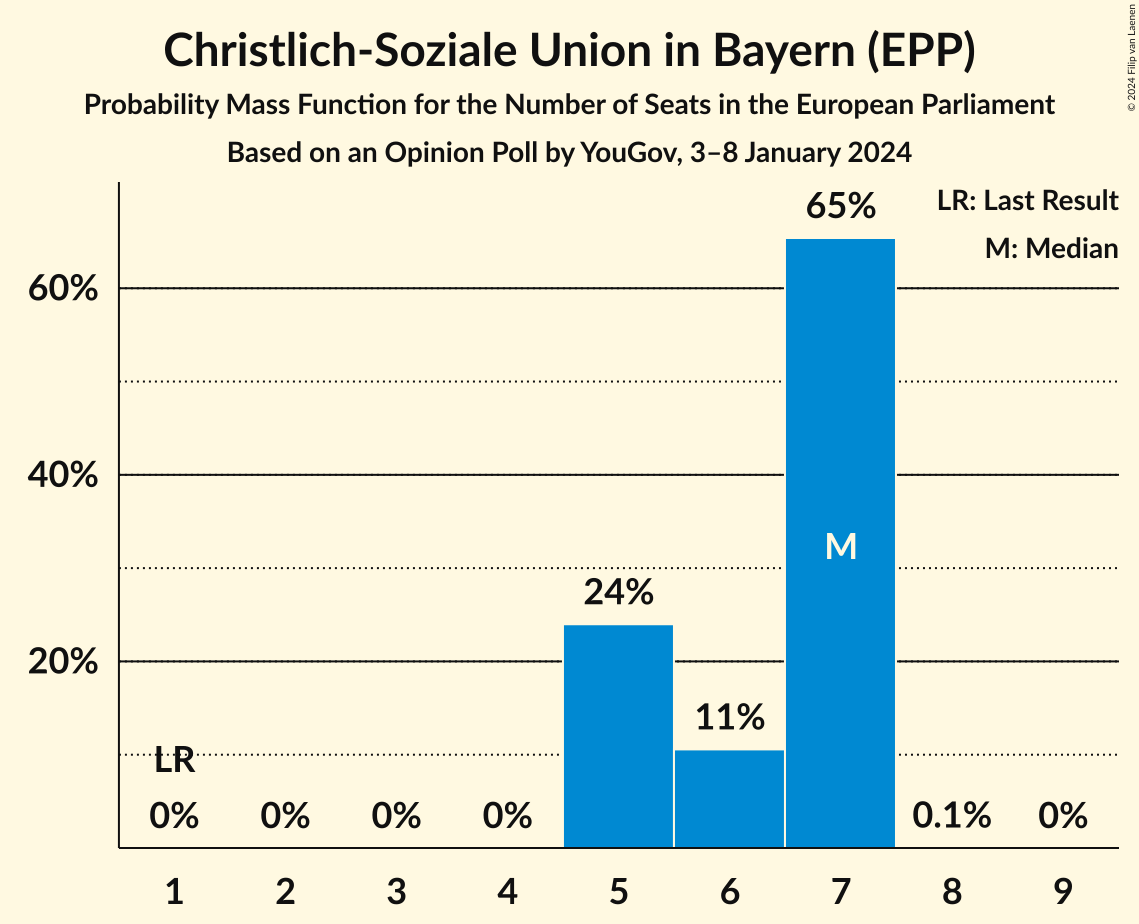 Christlich-Soziale Union in Bayern (EPP)
Probability Mass Function for the Number of Seats in the European Parliament
Based on an Opinion Poll by YouGov, 3–8 January 2024
© 2024 Filip van Laenen
LR: Last Result
M: Median
65%
60%
40%
M
24%
20%
11%
LR
0%
0%
0%
0%
0.1%
0%
1
2
3
4
5
6
7
8
9